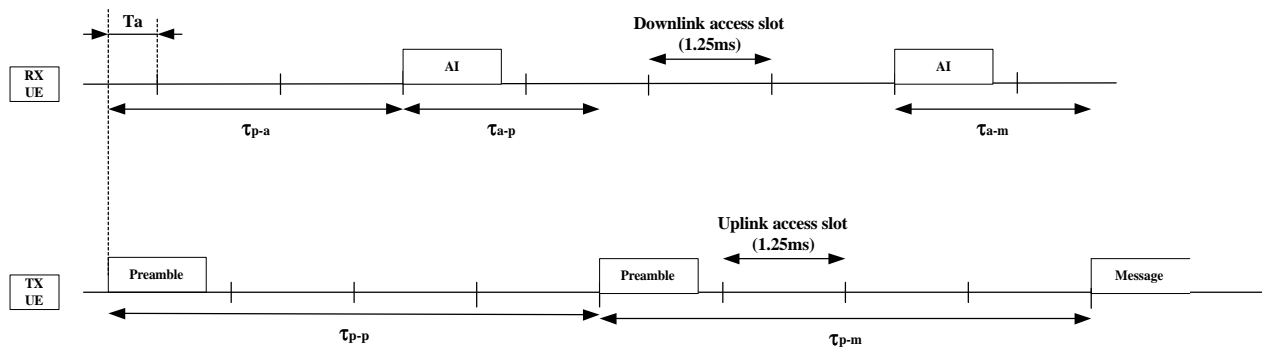 Ta
Downlink access slot
(1.25ms)
RX
UE
AI
AI
τp-a
τa-p
τa-m
Uplink access slot
(1.25ms)
TX
UE
Preamble
Preamble
Message
τp-p
τp-m